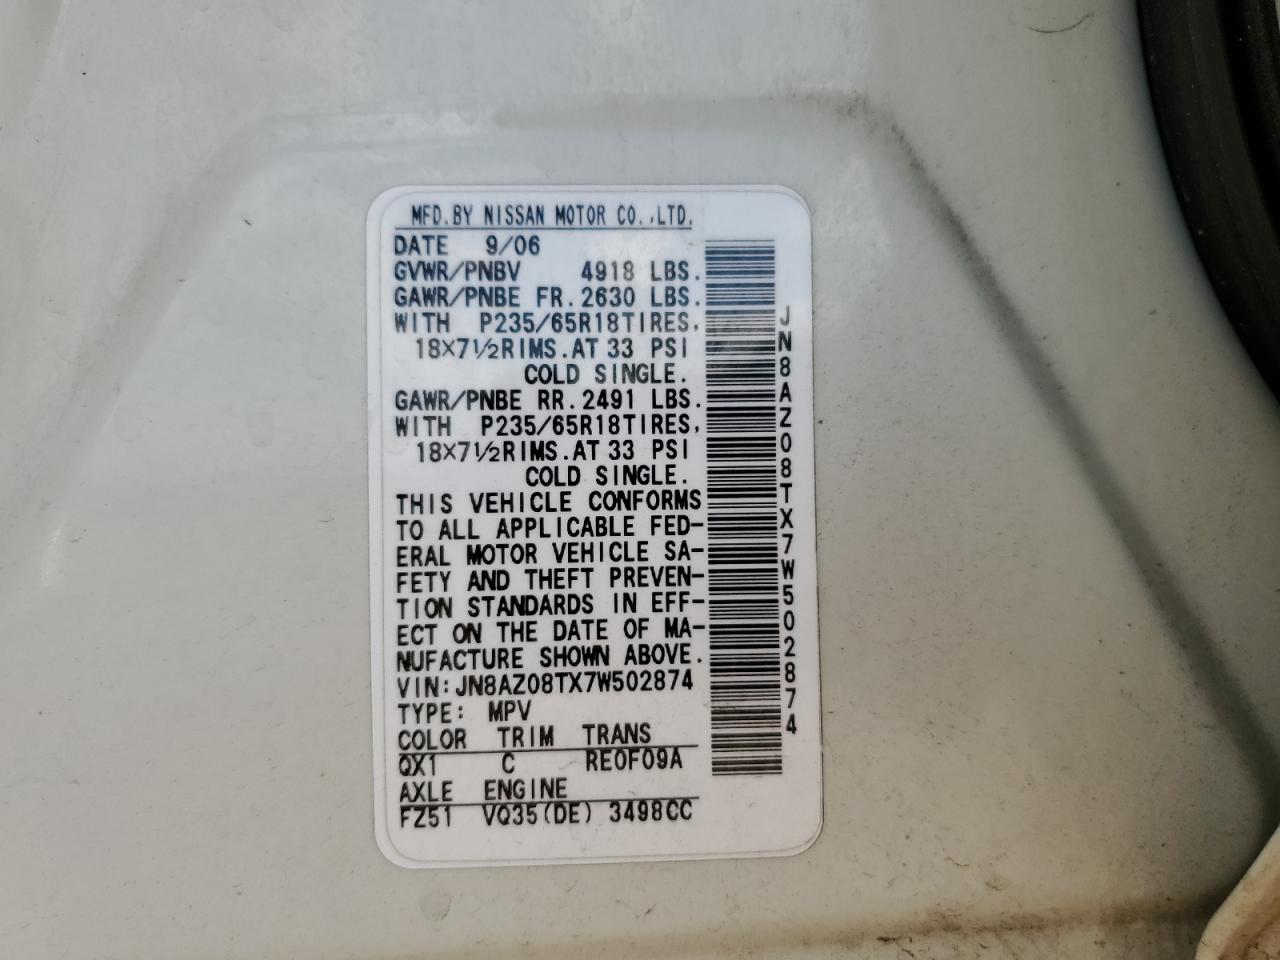 MFD.BY NISSAN MOTOR CO.,LTD.
DATE 9/06
GVWR/PNBV 4918 LBS.
GAWR/PNBE FR.2630 LBS.
WITH P235/65R18TIRES,
18×7½RIMS.AT 33 PSI
COLD SINGLE.
GAWR/PNBE RR.2491 LBS.
WITH P235/65R18TIRES,
18×7½RIMS.AT 33 PSI
COLD SINGLE.
THIS VEHICLE CONFORMS
TO ALL APPLICABLE FED-
ERAL MOTOR VEHICLE SA-
FETY AND THEFT PREVEN-
TION STANDARDS IN EFF-
ECT ON THE DATE OF MA-
NUFACTURE SHOWN ABOVE.
VIN:JN8AZ08TX7W502874
TYPE: MPV
COLOR TRIM TRANS
QX1 C RE0F09A
AXLE ENGINE
FZ51 VQ35(DE) 3498CC
JN8AZ08TX7W502874